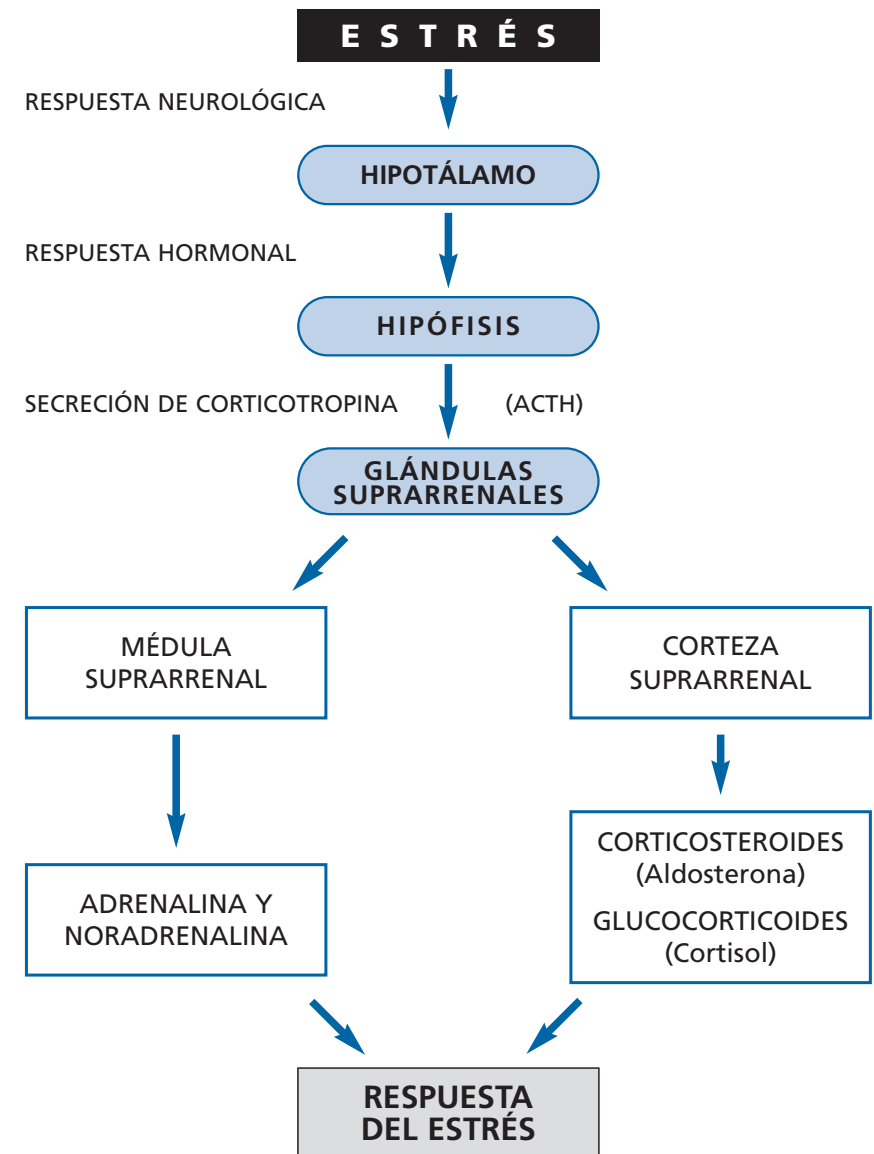 ESTRÉS
RESPUESTA NEUROLÓGICA
HIPOTÁLAMO
RESPUESTA HORMONAL
HIPÓFISIS
SECRECIÓN DE CORTICOTROPINA (ACTH)
GLÁNDULAS
SUPRARRENALES
MÉDULA
SUPRARRENAL
CORTEZA
SUPRARRENAL
ADRENALINA Y
NORADRENALINA
CORTICOSTEROIDES
(Aldosterona)
GLUCOCORTICOIDES
(Cortisol)
RESPUESTA
DEL ESTRÉS